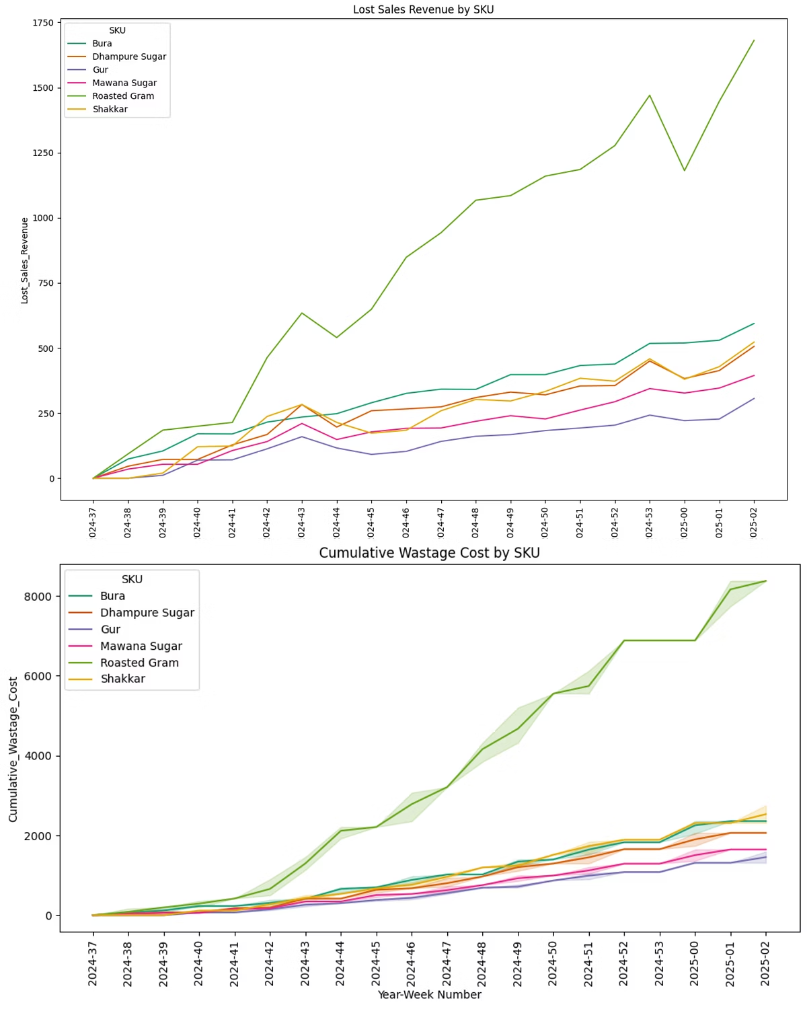 Lost Sales Revenue by SKU
1750
1500
1250
1000
750
500
250
0
Lost_Sales_Revenue
SKU
Bura
Dhampure Sugar
Gur
Mawana Sugar
Roasted Gram
Shakkar
024-37
024-38
024-39
024-40
024-41
024-42
024-43
024-44
024-45
024-46
024-47
024-48
024-49
024-50
024-51
024-52
024-53
025-00
025-01
025-02
Cumulative Wastage Cost by SKU
8000
6000
4000
2000
0
Cumulative_Wastage_Cost
SKU
Bura
Dhampure Sugar
Gur
Mawana Sugar
Roasted Gram
Shakkar
2024-37
2024-38
2024-39
2024-40
2024-41
2024-42
2024-43
2024-44
2024-45
2024-46
2024-47
2024-48
2024-49
2024-50
2024-51
2024-52
2024-53
2025-00
2025-01
2025-02
Year-Week Number